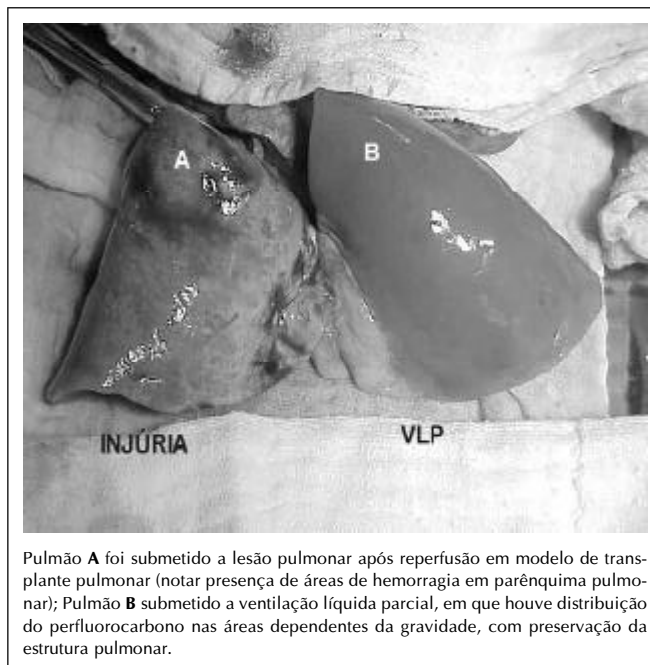 A
B
INJÚRIA
VLP
Pulmão A foi submetido a lesão pulmonar após reperfusão em modelo de trans-
plante pulmonar (notar presença de áreas de hemorragia em parênquima pulmo-
nar); Pulmão B submetido a ventilação líquida parcial, em que houve distribuição
do perfluorocarbono nas áreas dependentes da gravidade, com preservação da
estrutura pulmonar.